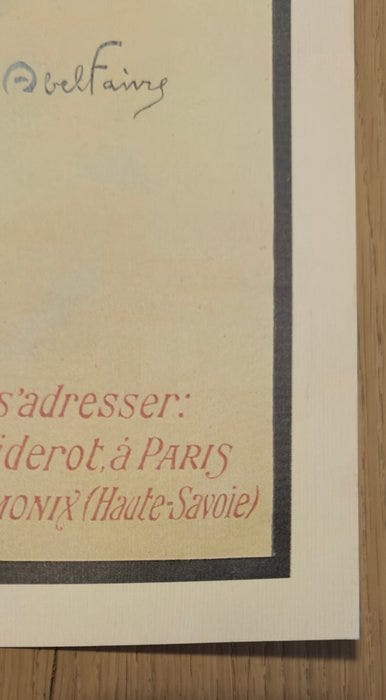 Abel Faivre
s'adresser:
iderot, à PARIS
MONIX (Haute-Savoie)